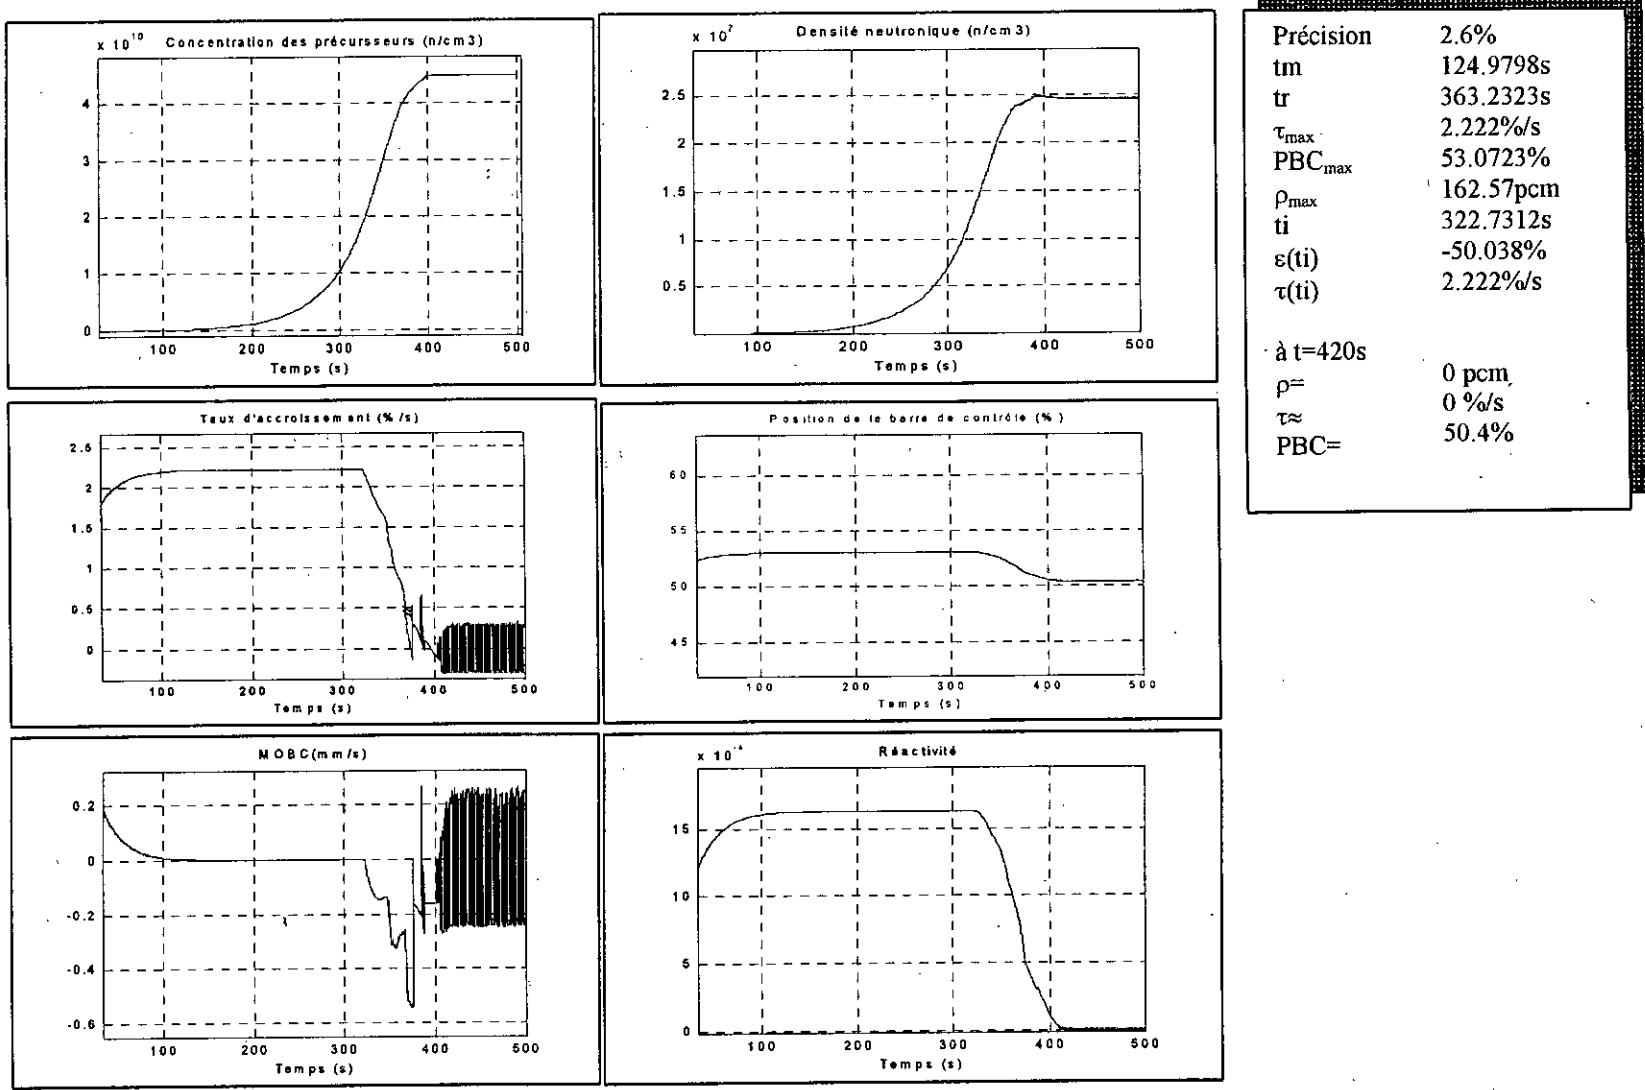 x 10¹⁰ Concentration des précursseurs (n/cm3)
4
3
2
1
0
100 200 300 400 500
Temps (s)
x 10⁷ Densité neutronique (n/cm3)
2.5
2
1.5
1
0.5
100 200 300 400 500
Temps (s)
Taux d'accroissement (%/s)
2.5
2
1.5
1
0.5
0
100 200 300 400 500
Temps (s)
Position de la barre de contrôle (%)
60
55
50
45
100 200 300 400 500
Temps (s)
MOBC(mm/s)
0.2
0
-0.2
-0.4
-0.6
100 200 300 400 500
Temps (s)
x 10⁻⁴ Réactivité
15
10
5
0
100 200 300 400 500
Temps (s)
Précision 2.6%
tm 124.9798s
tr 363.2323s
τmax 2.222%/s
PBCmax 53.0723%
ρmax 162.57pcm
ti 322.7312s
ε(ti) -50.038%
τ(ti) 2.222%/s
à t=420s
ρ= 0 pcm
τ≈ 0 %/s
PBC= 50.4%